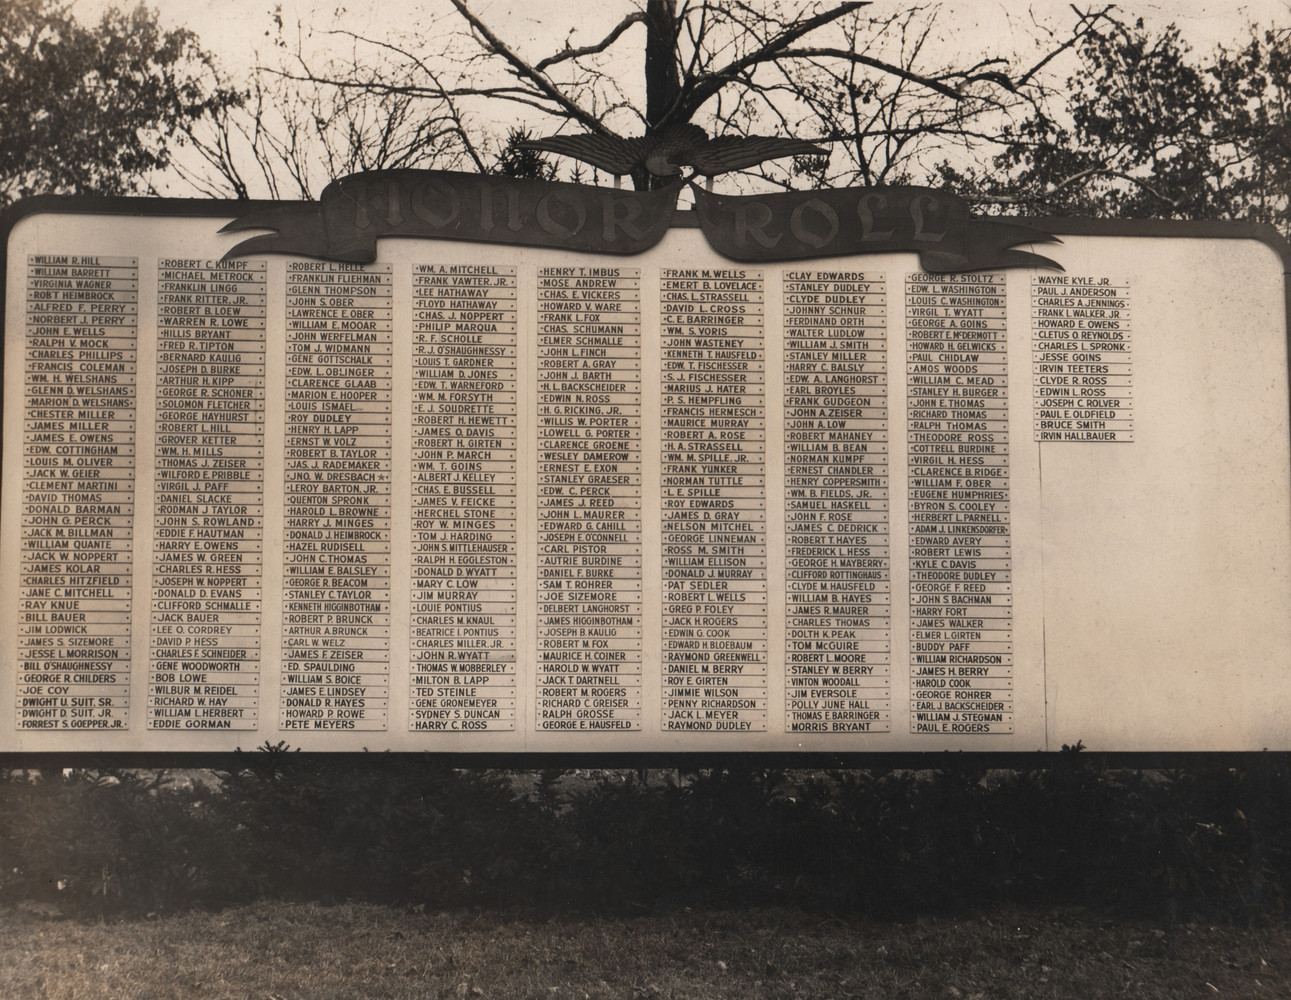 HONOR ROLL
WILLIAM R. HILL
WILLIAM BARRETT
VIRGINIA WAGNER
ROBT HEIMBROCK
ALFRED F. PERRY
NORBERT J. PERRY
JOHN E. WELLS
RALPH V. MOCK
CHARLES PHILLIPS
FRANCIS COLEMAN
WM. H. WELSHANS
GLENN D. WELSHANS
MARION D. WELSHANS
CHESTER MILLER
JAMES MILLER
JAMES E. OWENS
EDW. COTTINGHAM
LOUIS M. OLIVER
JACK W. GEIER
CLEMENT MARTINI
DAVID THOMAS
DONALD BARMAN
JOHN G. PERCK
JACK M. BILLMAN
WILLIAM QUANTE
JACK W. NOPPERT
JAMES KOLAR
CHARLES HITZFIELD
JANE C. MITCHELL
RAY KNUE
BILL BAUER
JIM LODWICK
JAMES S. SIZEMORE
JESSE L. MORRISON
BILL O'SHAUGHNESSY
GEORGE R. CHILDERS
JOE COY
DWIGHT U. SUIT, SR.
DWIGHT D. SUIT, JR.
FORREST S. GOEPPER, JR.
ROBERT C. KUMPF
MICHAEL METROCK
FRANKLIN LINGG
FRANK RITTER, JR.
ROBERT B. LOEW
WARREN R. LOWE
HILLIS BRYANT
FRED R. TIPTON
BERNARD KAULIG
JOSEPH D. BURKE
ARTHUR H. KIPP
GEORGE R. SCHONER
SOLOMON FLETCHER
GEORGE HAYHURST
ROBERT L. HILL
GROVER KETTER
WM. H. MILLS
THOMAS J. ZEISER
WILFORD E. PRIBBLE
VIRGIL J. PAFF
DANIEL SLACKE
RODMAN J TAYLOR
JOHN S. ROWLAND
EDDIE F. HAUTMAN
HARRY E. OWENS
JAMES W. GREEN
CHARLES R. HESS
JOSEPH W. NOPPERT
DONALD D. EVANS
CLIFFORD SCHMALLE
JACK BAUER
LEE O. CORDREY
DAVID P. HESS
CHARLES F. SCHNEIDER
GENE WOODWORTH
BOB LOWE
WILBUR M. REIDEL
RICHARD W. HAY
WILLIAM L. HERBERT
EDDIE GORMAN
ROBERT L. HELLE
FRANKLIN FLIEHMAN
GLENN THOMPSON
JOHN S. OBER
LAWRENCE E. OBER
WILLIAM E. MOOAR
JOHN WERFELMAN
TOM J. WIDMANN
GENE GOTTSCHALK
EDW. L. OBLINGER
CLARENCE GLAAB
MARION E. HOOPER
LOUIS ISMAEL
ROY DUDLEY
HENRY H. LAPP
ERNST W. VOLZ
ROBERT B. TAYLOR
JAS. J. RADEMAKER
JNO. W. DRESBACH ★
LEROY BARTON, JR.
QUENTON SPRONK
HAROLD L. BROWNE
HARRY J. MINGES
DONALD J. HEIMBROCK
HAZEL RUDISELL
JOHN C. THOMAS
WILLIAM E. BALSLEY
GEORGE R. BEACOM
STANLEY C. TAYLOR
KENNETH HIGGINBOTHAM
ROBERT P. BRUNCK
ARTHUR A. BRUNCK
CARL W. WELZ
JAMES F. ZEISER
ED. SPAULDING
WILLIAM S. BOICE
JAMES E. LINDSEY
DONALD R. HAYES
HOWARD P. ROWE
PETE MEYERS
WM. A. MITCHELL
FRANK YAWTER, JR.
LEE HATHAWAY
FLOYD HATHAWAY
CHAS. J. NOPPERT
PHILIP MARQUA
R. F. SCHOLLE
R. J. O'SHAUGHNESSY
LOUIS T. GARDNER
WILLIAM D. JONES
EDW. T. WARNEFORD
WM. M. FORSYTH
E. J. SOUDRETTE
ROBERT H. HEWETT
JAMES O. DAVIS
ROBERT H. GIRTEN
JOHN P. MARCH
WM. T. GOINS
ALBERT J. KELLEY
CHAS. E. BUSSELL
JAMES V. FEICKE
HERCHEL STONE
ROY W. MINGES
TOM J. HARDING
JOHN S. MITTLEHAUSER
RALPH H. EGGLESTON
DONALD D. WYATT
MARY C. LOW
JIM MURRAY
LOUIE PONTIUS
CHARLES M. KNAUL
BEATRICE I. PONTIUS
CHARLES MILLER, JR.
JOHN R. WYATT
THOMAS W. MOBBERLEY
MILTON B. LAPP
TED STEINLE
GENE GRONEMEYER
SYDNEY S. DUNCAN
HARRY C. ROSS
HENRY T. IMBUS
MOSE ANDREW
CHAS. E. VICKERS
HOWARD V. WARE
FRANK L. FOX
CHAS. SCHUMANN
ELMER SCHMALLE
JOHN L. FINCH
ROBERT A. GRAY
JOHN J. BARTH
H. L. BACKSCHEIDER
EDWIN N. ROSS
H. G. RICKING, JR.
WILLIS W. PORTER
LOWELL G. PORTER
CLARENCE GROENE
WESLEY DAMEROW
ERNEST E. EXON
STANLEY GRAESER
EDW. C. PERCK
JAMES J. REED
JOHN L. MAURER
EDWARD G. CAHILL
JOSEPH E. O'CONNELL
CARL PISTOR
AUTRIE BURDINE
DANIEL F. BURKE
SAM T. ROHRER
JOE SIZEMORE
DELBERT LANGHORST
JAMES HIGGINBOTHAM
JOSEPH B. KAULIG
ROBERT M. FOX
MAURICE H. COINER
HAROLD W. WYATT
JACK T. DARTNELL
ROBERT M. ROGERS
RICHARD C. GREISER
RALPH GROSSE
GEORGE E. HAUSFELD
FRANK M. WELLS
EMERT B. LOVELACE
CHAS. L. STRASSELL
DAVID L. CROSS
C. E. BARRINGER
WM. S. VORIS
JOHN WASTENEY
KENNETH T. HAUSFELD
EDW. T. FISCHESSER
S. J. FISCHESSER
MARIUS J. HATER
P. S. HEMPFLING
FRANCIS HERMESCH
MAURICE MURRAY
ROBERT A. ROSE
H. A. STRASSELL
WM. M. SPILLE, JR.
FRANK YUNKER
NORMAN TUTTLE
L. E. SPILLE
ROY EDWARDS
JAMES D. GRAY
NELSON MITCHEL
GEORGE LINNEMAN
ROSS M. SMITH
WILLIAM ELLISON
DONALD J. MURRAY
PAT SEDLER
ROBERT L. WELLS
GREG P. FOLEY
JACK H. ROGERS
EDWIN G. COOK
EDWARD H. BLOEBAUM
RAYMOND GREENWELL
DANIEL M. BERRY
ROY E. GIRTEN
JIMMIE WILSON
PENNY RICHARDSON
JACK L. MEYER
RAYMOND DUDLEY
CLAY EDWARDS
STANLEY DUDLEY
CLYDE DUDLEY
JOHNNY SCHNUR
FERDINAND ORTH
WALTER LUDLOW
WILLIAM J. SMITH
STANLEY MILLER
HARRY C. BALSLY
EDW. A. LANGHORST
EARL BROYLES
FRANK GUDGEON
JOHN A. ZEISER
JOHN A. LOW
ROBERT MAHANEY
WILLIAM B. BEAN
NORMAN KUMPF
ERNEST CHANDLER
HENRY COPPERSMITH
WM. B. FIELDS, JR.
SAMUEL HASKELL
JOHN F. ROSE
JAMES C. DEDRICK
ROBERT T. HAYES
FREDERICK L. HESS
GEORGE H. MAYBERRY
CLIFFORD ROTTINGHAUS
CLYDE M. HAUSFELD
WILLIAM B. HAYES
JAMES R. MAURER
CHARLES THOMAS
DOLTH K. PEAK
TOM McGUIRE
ROBERT L. MOORE
STANLEY W. BERRY
VINTON WOODALL
JIM EVERSOLE
POLLY JUNE HALL
THOMAS E. BARRINGER
MORRIS BRYANT
GEORGE R. STOLTZ
EDW. L. WASHINGTON
LOUIS C. WASHINGTON
VIRGIL T. WYATT
GEORGE A. GOINS
ROBERT E. McDERMOTT
HOWARD H. GELWICKS
PAUL CHIDLAW
AMOS WOODS
WILLIAM C. MEAD
STANLEY H. BURGER
JOHN E. THOMAS
RICHARD THOMAS
RALPH THOMAS
THEODORE ROSS
COTTRELL BURDINE
VIRGIL H. HESS
CLARENCE B. RIDGE
WILLIAM F. OBER
EUGENE HUMPHRIES
BYRON S. COOLEY
HERBERT L. PARNELL
ADAM J. LINKENSDORFER
EDWARD AVERY
ROBERT LEWIS
KYLE C. DAVIS
THEODORE DUDLEY
GEORGE F. REED
JOHN S. BACHMAN
HARRY FORT
JAMES WALKER
ELMER L. GIRTEN
BUDDY PAFF
WILLIAM RICHARDSON
JAMES H. BERRY
HAROLD COOK
GEORGE ROHRER
EARL J. BACKSCHEIDER
WILLIAM J. STEGMAN
PAUL E. ROGERS
WAYNE KYLE, JR.
PAUL J. ANDERSON
CHARLES A. JENNINGS
FRANK L. WALKER, JR.
HOWARD E. OWENS
CLETUS O. REYNOLDS
CHARLES L. SPRONK
JESSE GOINS
IRVIN TEETERS
CLYDE R. ROSS
EDWIN L. ROSS
JOSEPH C. ROLVER
PAUL E. OLDFIELD
BRUCE SMITH
IRVIN HALLBAUER